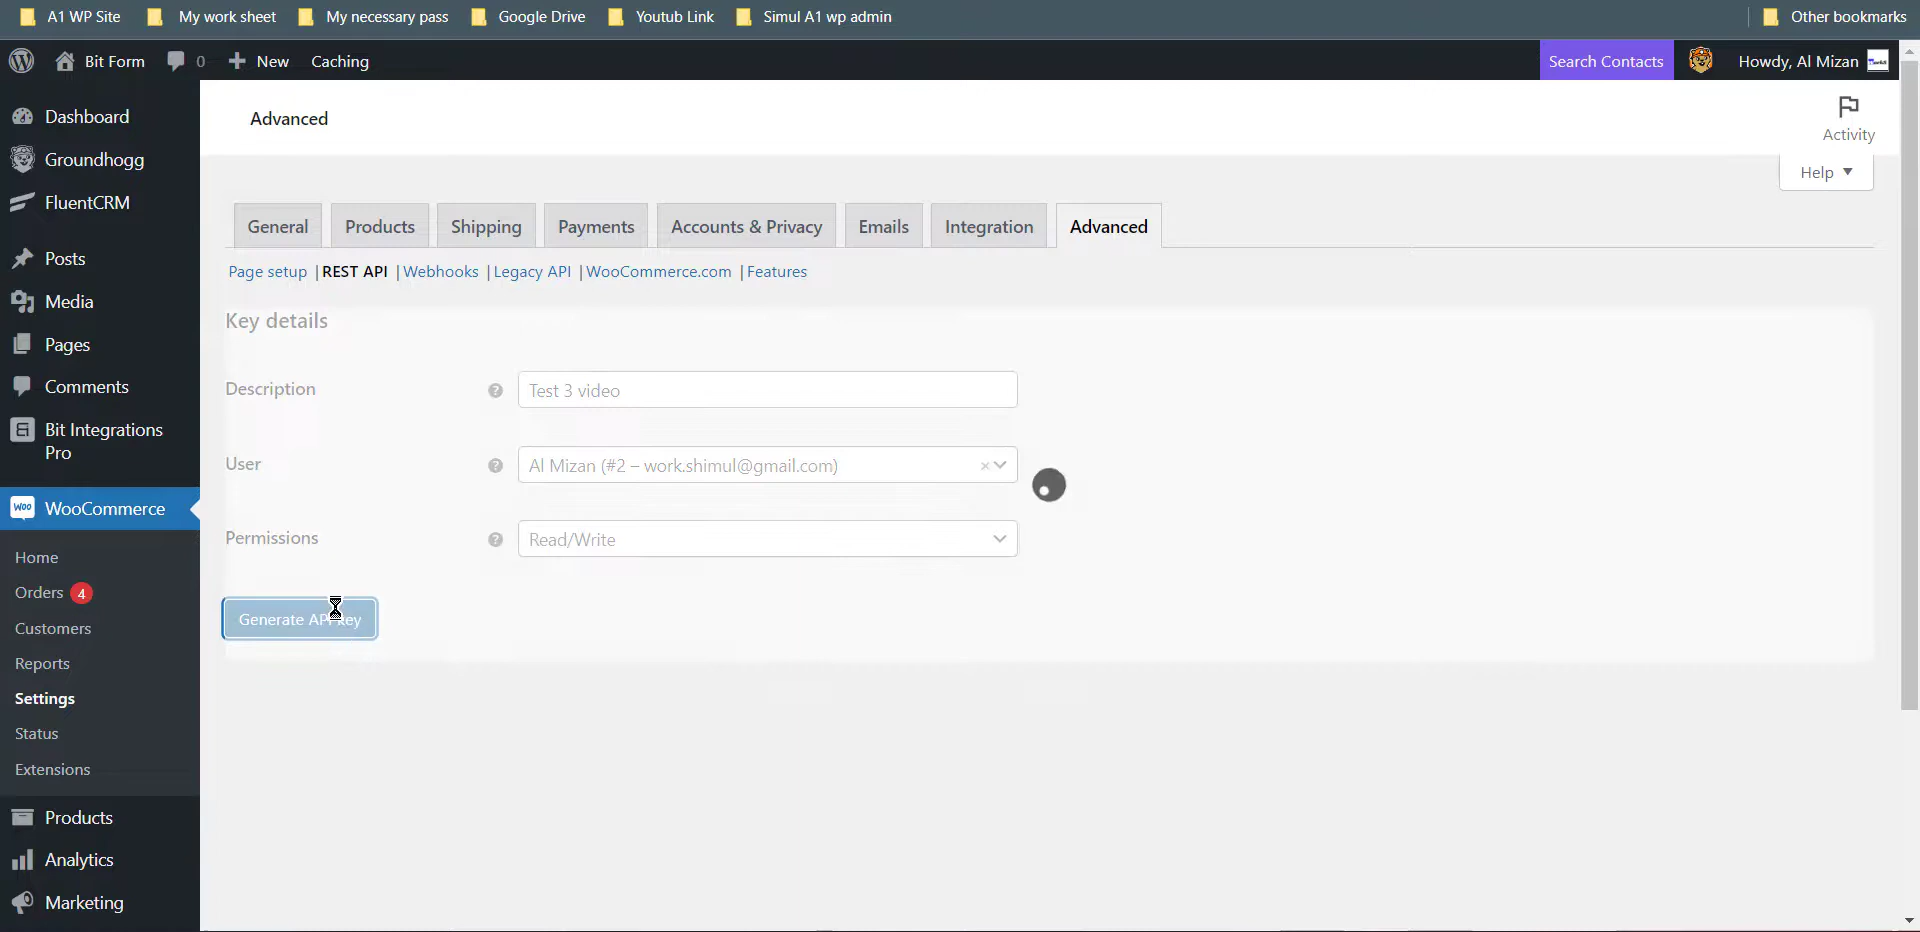 A1 WP Site My work sheet My necessary pass Google Drive Youtub Link Simul A1 wp admin Other bookmarks
Bit Form 0 New Caching Search Contacts Howdy, Al Mizan
Dashboard
Groundhogg
FluentCRM
Posts
Media
Pages
Comments
Bit Integrations
Pro
WooCommerce
Home
Orders 4
Customers
Reports
Settings
Status
Extensions
Products
Analytics
Marketing
Advanced
Activity
Help
General Products Shipping Payments Accounts & Privacy Emails Integration Advanced
Page setup | REST API | Webhooks | Legacy API | WooCommerce.com | Features
Key details
Description ? Test 3 video
User ? Al Mizan (#2 – work.shimul@gmail.com) ×
Permissions ? Read/Write
Generate API key